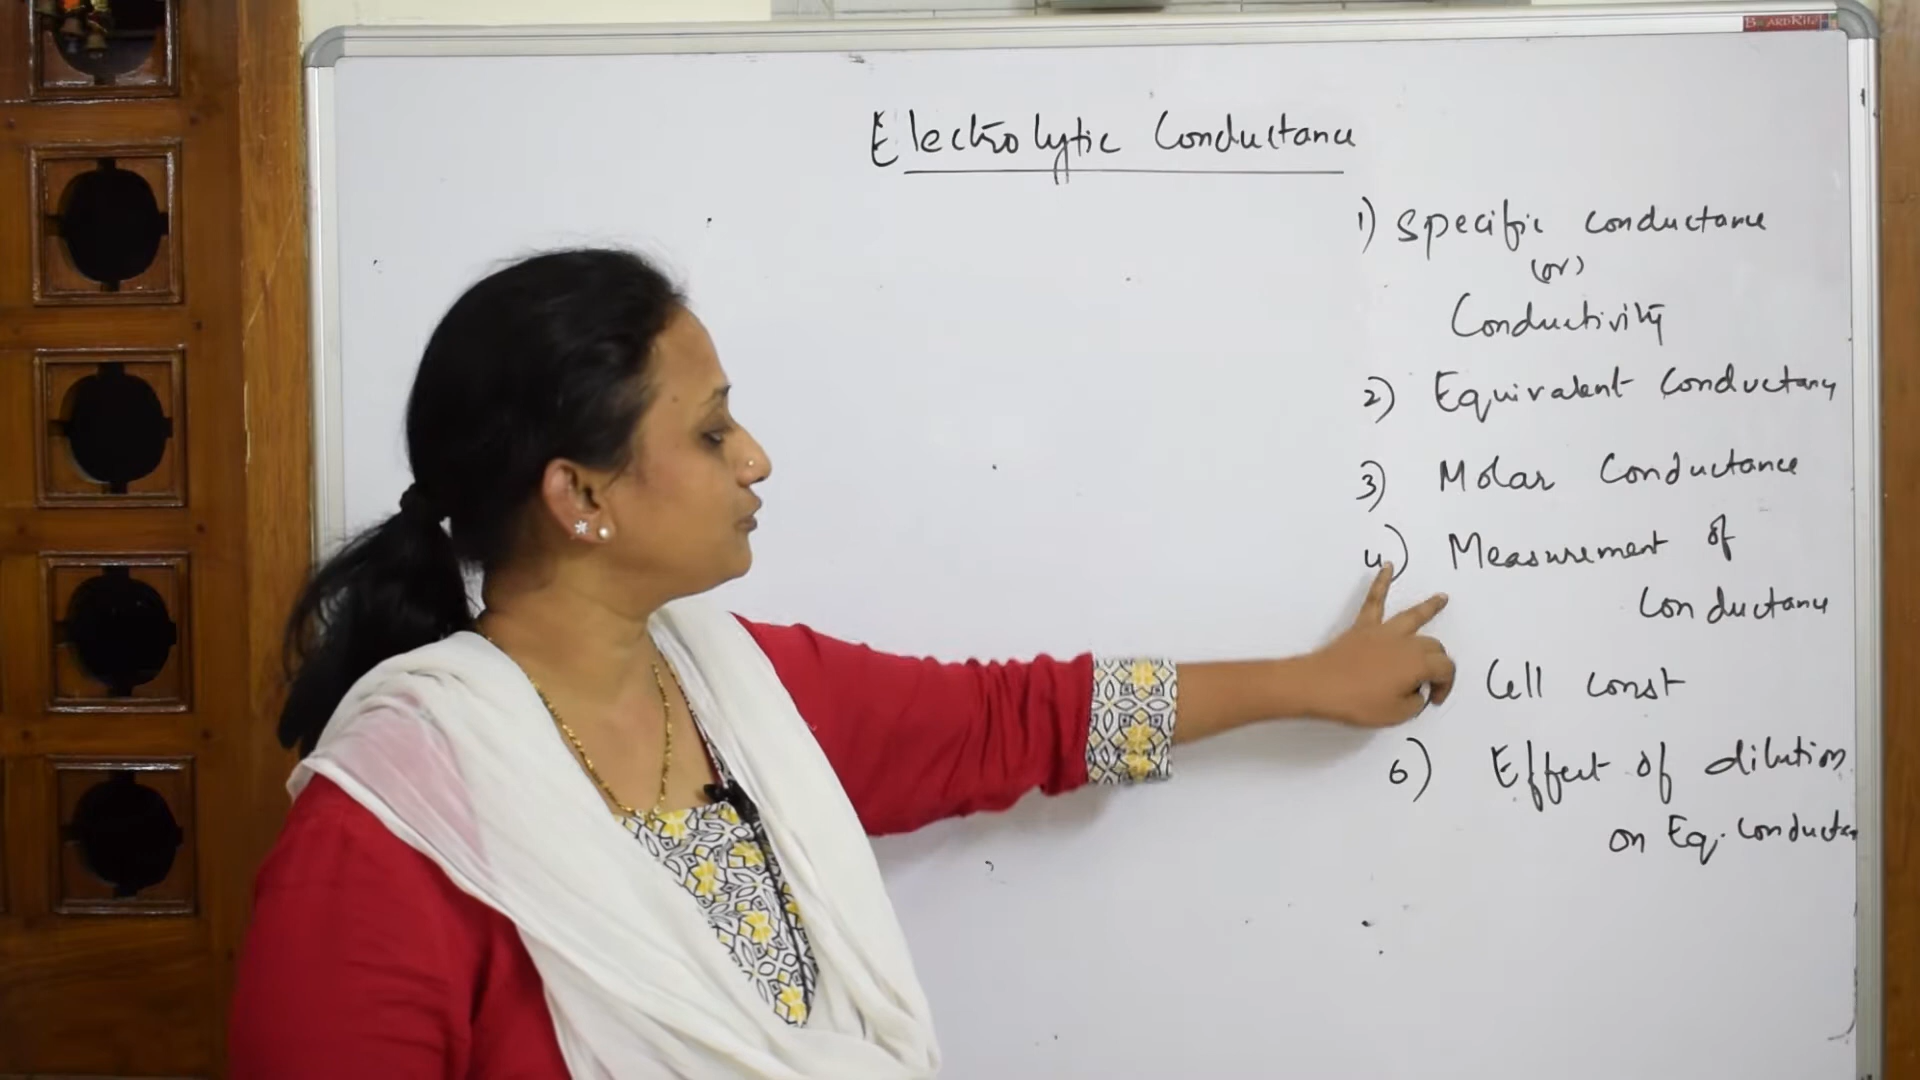 BOARDRITE
Electrolytic Conductance
1) Specific conductance
(or)
Conductivity
2) Equivalent Conductance
3) Molar Conductance
4) Measurement of
Conductance
Cell const
6) Effect of dilution
on Eq. conductan